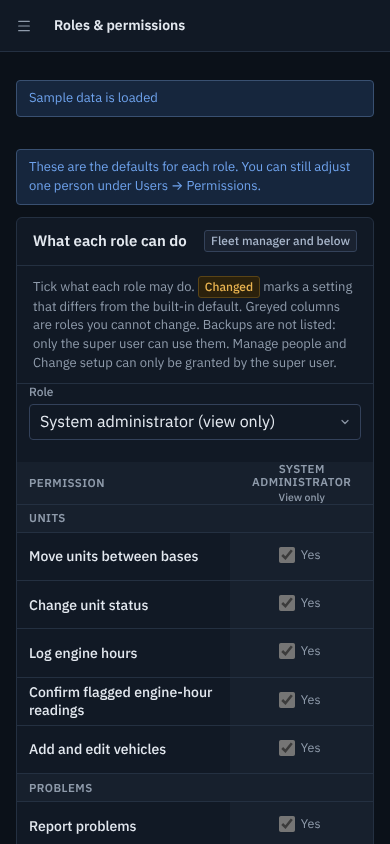 Roles & permissions
Sample data is loaded
These are the defaults for each role. You can still adjust
one person under Users → Permissions.
What each role can do
Fleet manager and below
Tick what each role may do. Changed marks a setting
that differs from the built-in default. Greyed columns
are roles you cannot change. Backups are not listed:
only the super user can use them. Manage people and
Change setup can only be granted by the super user.
Role
System administrator (view only)
PERMISSION
SYSTEM
ADMINISTRATOR
View only
UNITS
Move units between bases
Yes
Change unit status
Yes
Log engine hours
Yes
Confirm flagged engine-hour
readings
Yes
Add and edit vehicles
Yes
PROBLEMS
Report problems
Yes